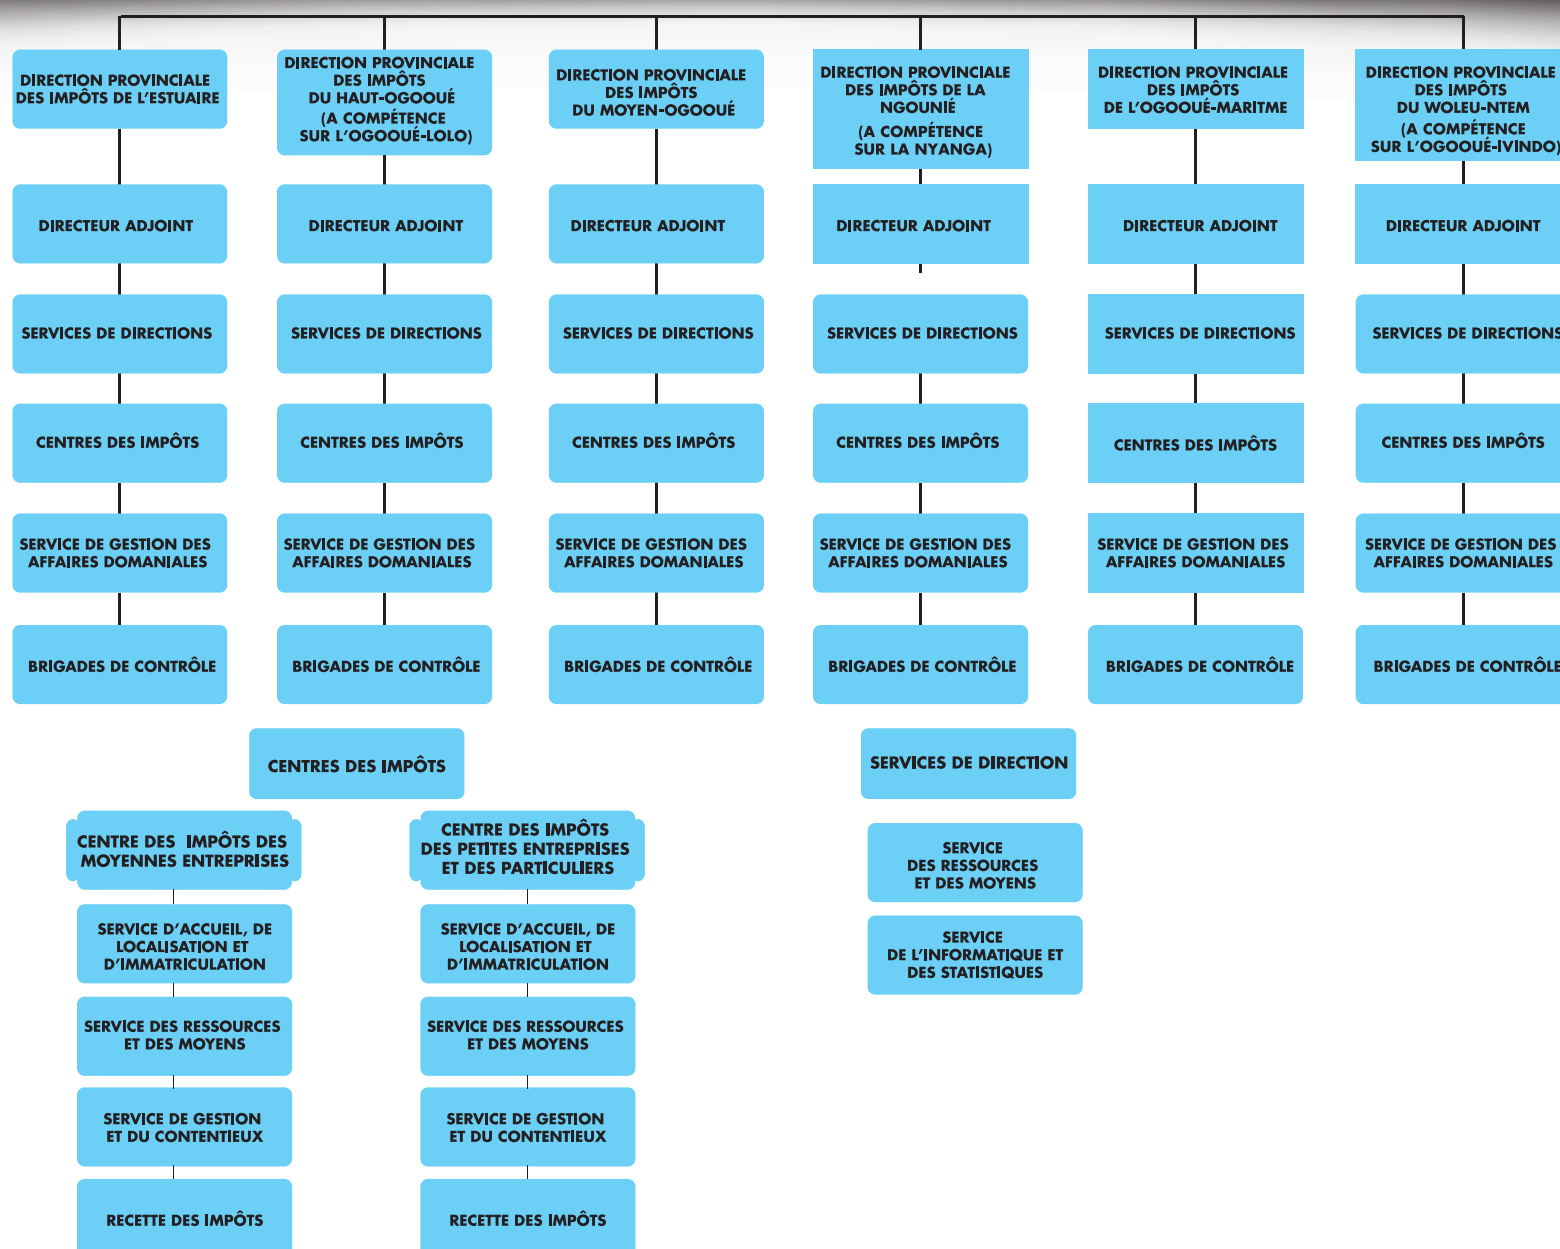 DIRECTION PROVINCIALE
DES IMPÔTS DE L'ESTUAIRE
DIRECTION PROVINCIALE
DES IMPÔTS
DU HAUT-OGOOUÉ
(A COMPÉTENCE
SUR L'OGOOUÉ-LOLO)
DIRECTION PROVINCIALE
DES IMPÔTS
DU MOYEN-OGOOUÉ
DIRECTION PROVINCIALE
DES IMPÔTS DE LA
NGOUNIÉ
(A COMPÉTENCE
SUR LA NYANGA)
DIRECTION PROVINCIALE
DES IMPÔTS
DE L'OGOOUÉ-MARITME
DIRECTION PROVINCIALE
DES IMPÔTS
DU WOLEU-NTEM
(A COMPÉTENCE
SUR L'OGOOUÉ-IVINDO)
DIRECTEUR ADJOINT
DIRECTEUR ADJOINT
DIRECTEUR ADJOINT
DIRECTEUR ADJOINT
DIRECTEUR ADJOINT
DIRECTEUR ADJOINT
SERVICES DE DIRECTIONS
SERVICES DE DIRECTIONS
SERVICES DE DIRECTIONS
SERVICES DE DIRECTIONS
SERVICES DE DIRECTIONS
SERVICES DE DIRECTIONS
CENTRES DES IMPÔTS
CENTRES DES IMPÔTS
CENTRES DES IMPÔTS
CENTRES DES IMPÔTS
CENTRES DES IMPÔTS
CENTRES DES IMPÔTS
SERVICE DE GESTION DES
AFFAIRES DOMANIALES
SERVICE DE GESTION DES
AFFAIRES DOMANIALES
SERVICE DE GESTION DES
AFFAIRES DOMANIALES
SERVICE DE GESTION DES
AFFAIRES DOMANIALES
SERVICE DE GESTION DES
AFFAIRES DOMANIALES
SERVICE DE GESTION DES
AFFAIRES DOMANIALES
BRIGADES DE CONTRÔLE
BRIGADES DE CONTRÔLE
BRIGADES DE CONTRÔLE
BRIGADES DE CONTRÔLE
BRIGADES DE CONTRÔLE
BRIGADES DE CONTRÔLE
CENTRES DES IMPÔTS
CENTRE DES IMPÔTS DES
MOYENNES ENTREPRISES
SERVICE D'ACCUEIL, DE
LOCALISATION ET
D'IMMATRICULATION
SERVICE DES RESSOURCES
ET DES MOYENS
SERVICE DE GESTION
ET DU CONTENTIEUX
RECETTE DES IMPÔTS
CENTRE DES IMPÔTS
DES PETITES ENTREPRISES
ET DES PARTICULIERS
SERVICE D'ACCUEIL, DE
LOCALISATION ET
D'IMMATRICULATION
SERVICE DES RESSOURCES
ET DES MOYENS
SERVICE DE GESTION
ET DU CONTENTIEUX
RECETTE DES IMPÔTS
SERVICES DE DIRECTION
SERVICE
DES RESSOURCES
ET DES MOYENS
SERVICE
DE L'INFORMATIQUE ET
DES STATISTIQUES